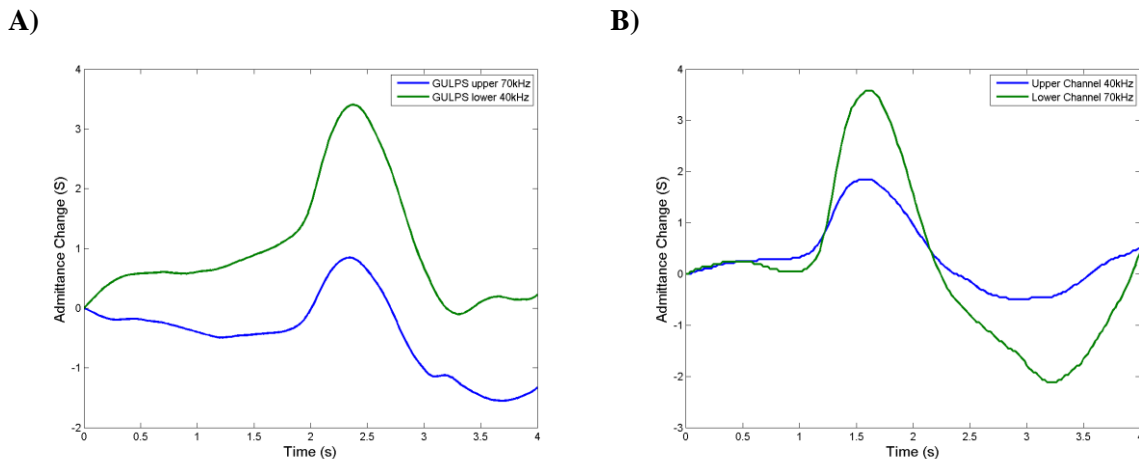 A)
4
3
2
1
0
-1
-2
Admittance Change (S)
0 0.5 1 1.5 2 2.5 3 3.5 4
Time (s)
GULPS upper 70kHz
GULPS lower 40kHz
B)
4
3
2
1
0
-1
-2
-3
Admittance Change (S)
0 0.5 1 1.5 2 2.5 3 3.5 4
Time (s)
Upper Channel 40kHz
Lower Channel 70kHz